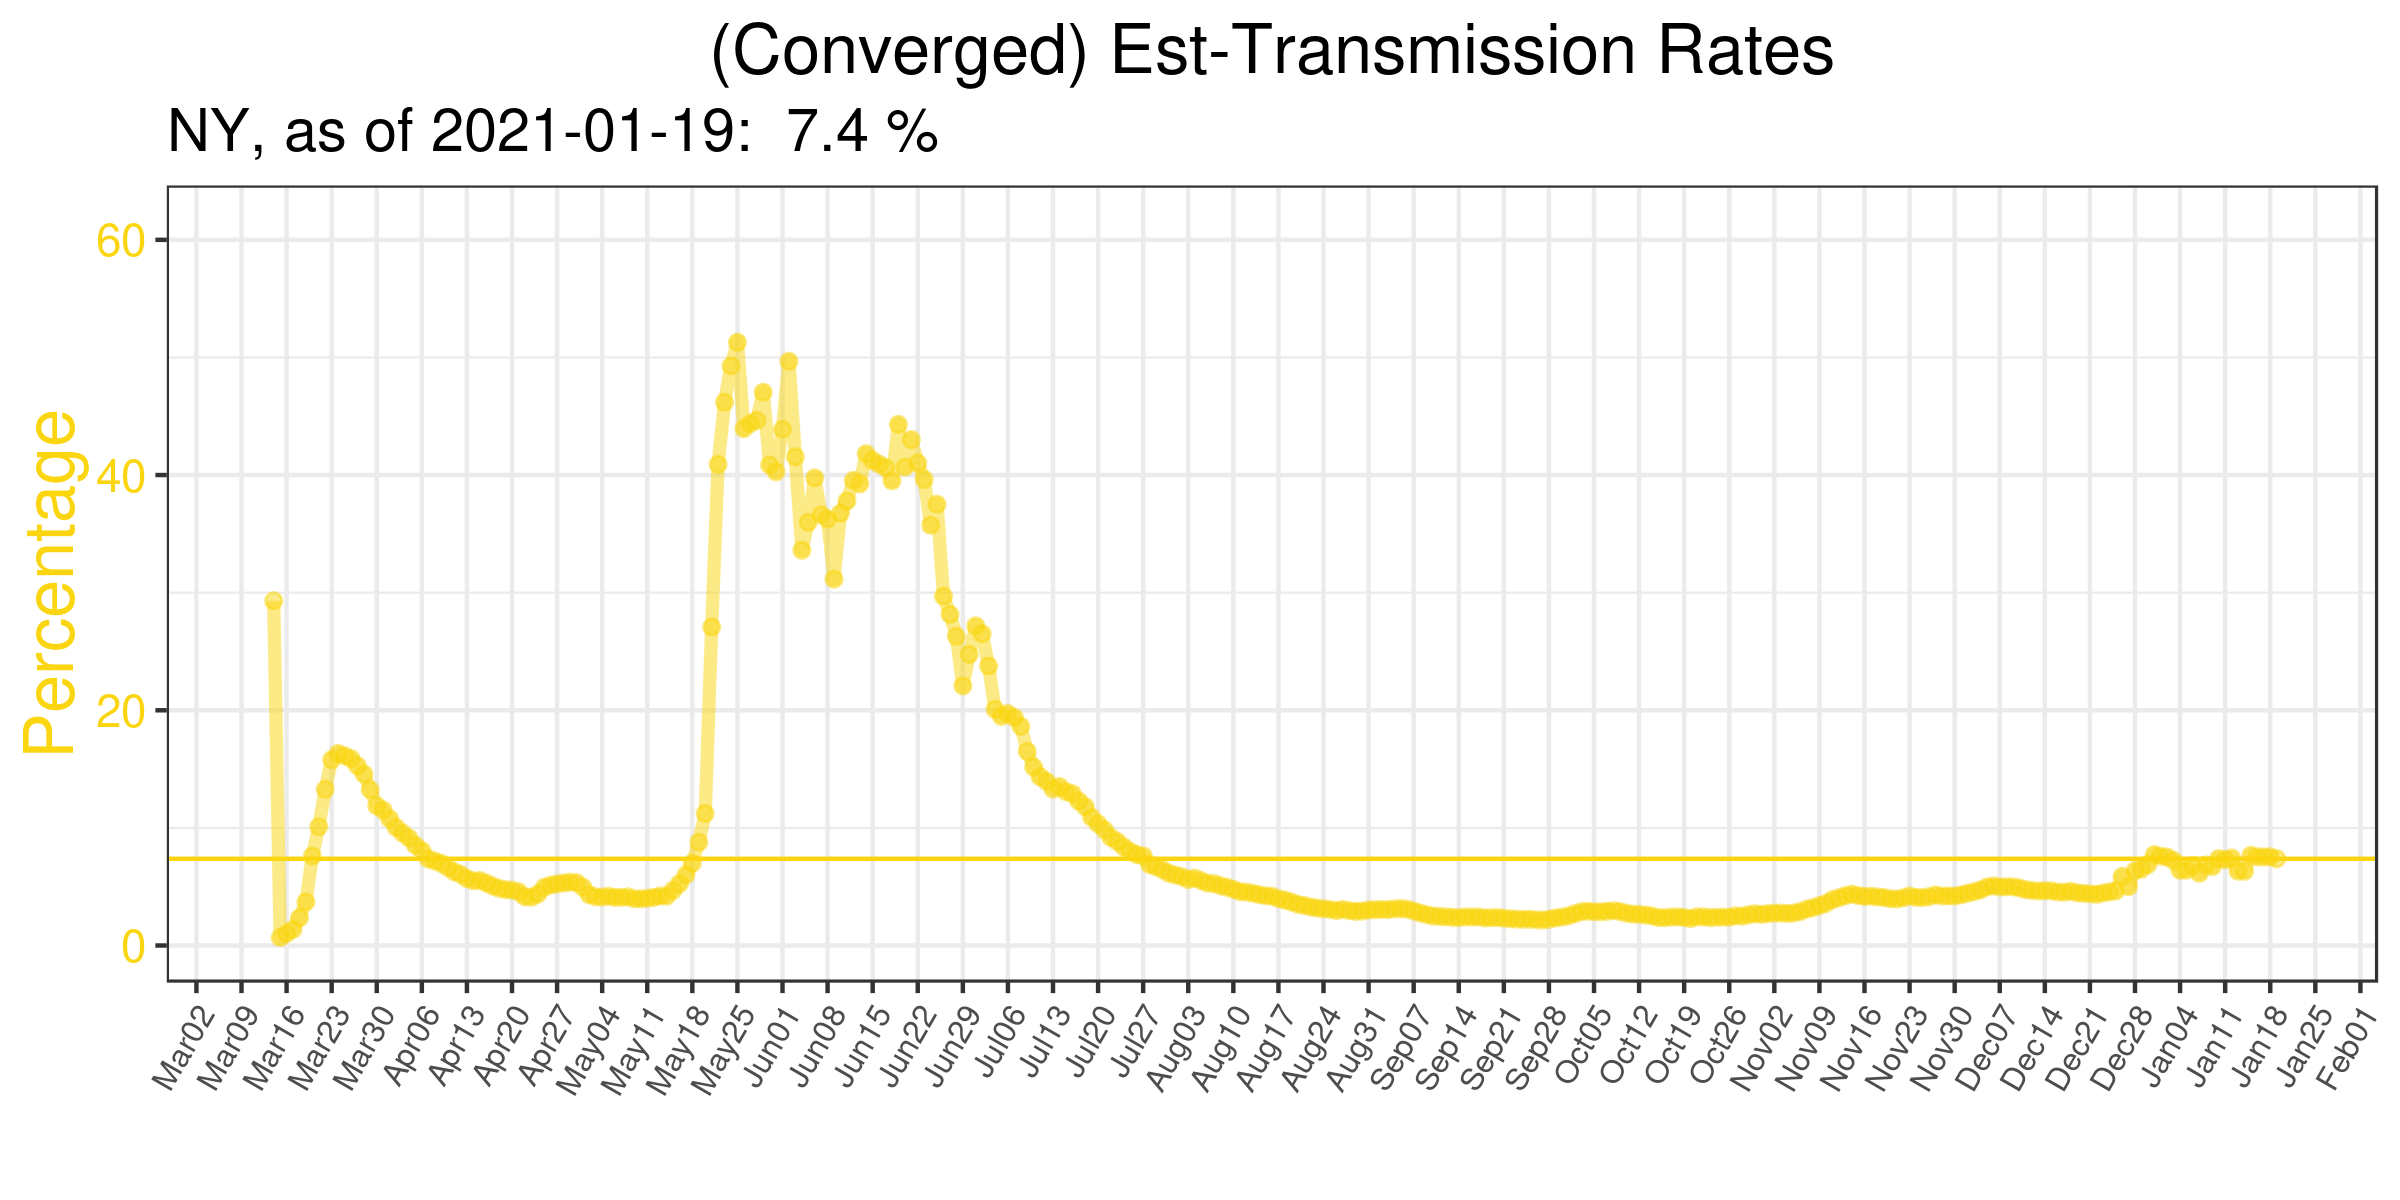 (Converged) Est-Transmission Rates
NY, as of 2021-01-19:  7.4 %
Percentage
60
40
20
0
Mar02
Mar09
Mar16
Mar23
Mar30
Apr06
Apr13
Apr20
Apr27
May04
May11
May18
May25
Jun01
Jun08
Jun15
Jun22
Jun29
Jul06
Jul13
Jul20
Jul27
Aug03
Aug10
Aug17
Aug24
Aug31
Sep07
Sep14
Sep21
Sep28
Oct05
Oct12
Oct19
Oct26
Nov02
Nov09
Nov16
Nov23
Nov30
Dec07
Dec14
Dec21
Dec28
Jan04
Jan11
Jan18
Jan25
Feb01